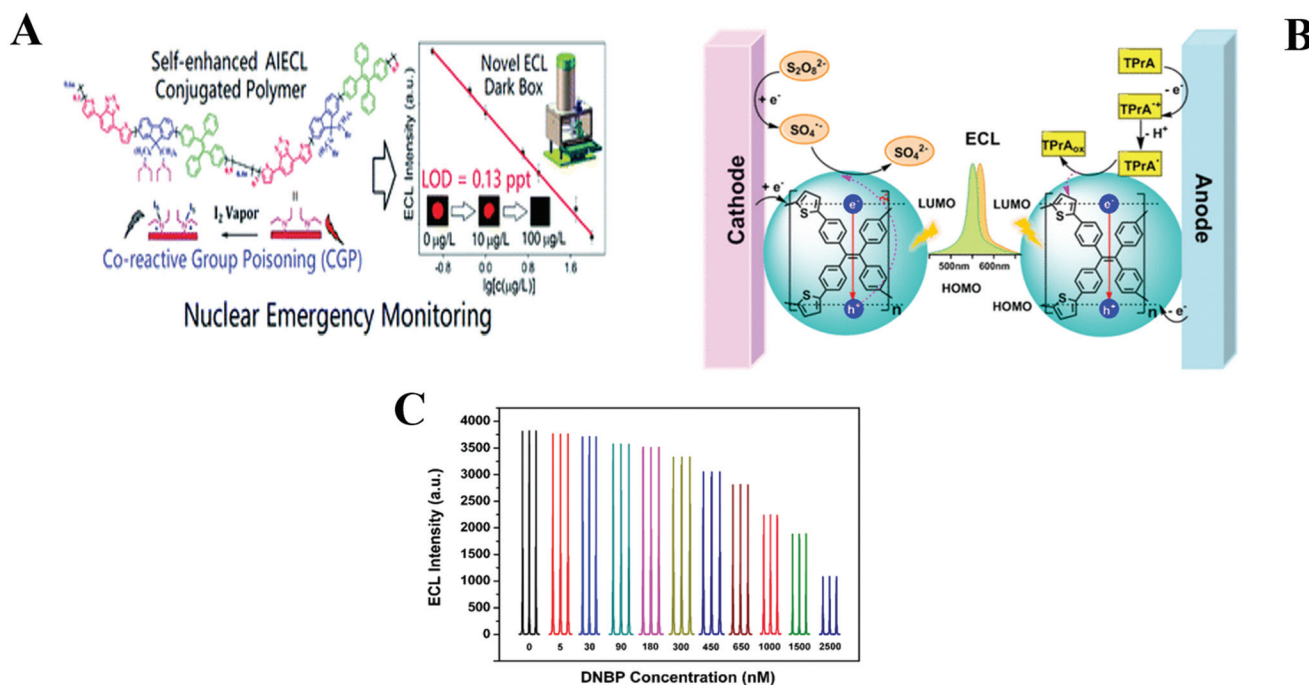 A
Self-enhanced AIECL
Conjugated Polymer
I₂ Vapor
Co-reactive Group Poisoning (CGP)
Nuclear Emergency Monitoring
ECL Intensity (a.u.)
Novel ECL
Dark Box
LOD = 0.13 ppt
0 μg/L 10 μg/L 100 μg/L
-0.8 0.0 0.8 1.6
lg[c(μg/L)]
B
Cathode
S₂O₈²⁻
+ e⁻
SO₄•⁻
SO₄²⁻
+ e⁻
e⁻
S
S
h⁺
n
ECL
LUMO LUMO
500nm 600nm
HOMO HOMO
TPrA
- e⁻
TPrA•⁺
- H⁺
TPrA•
TPrAox
e⁻
S
S
h⁺
n
- e⁻
Anode
C
ECL Intensity (a.u.)
4000
3500
3000
2500
2000
1500
1000
500
0
0 5 30 90 180 300 450 650 1000 1500 2500
DNBP Concentration (nM)